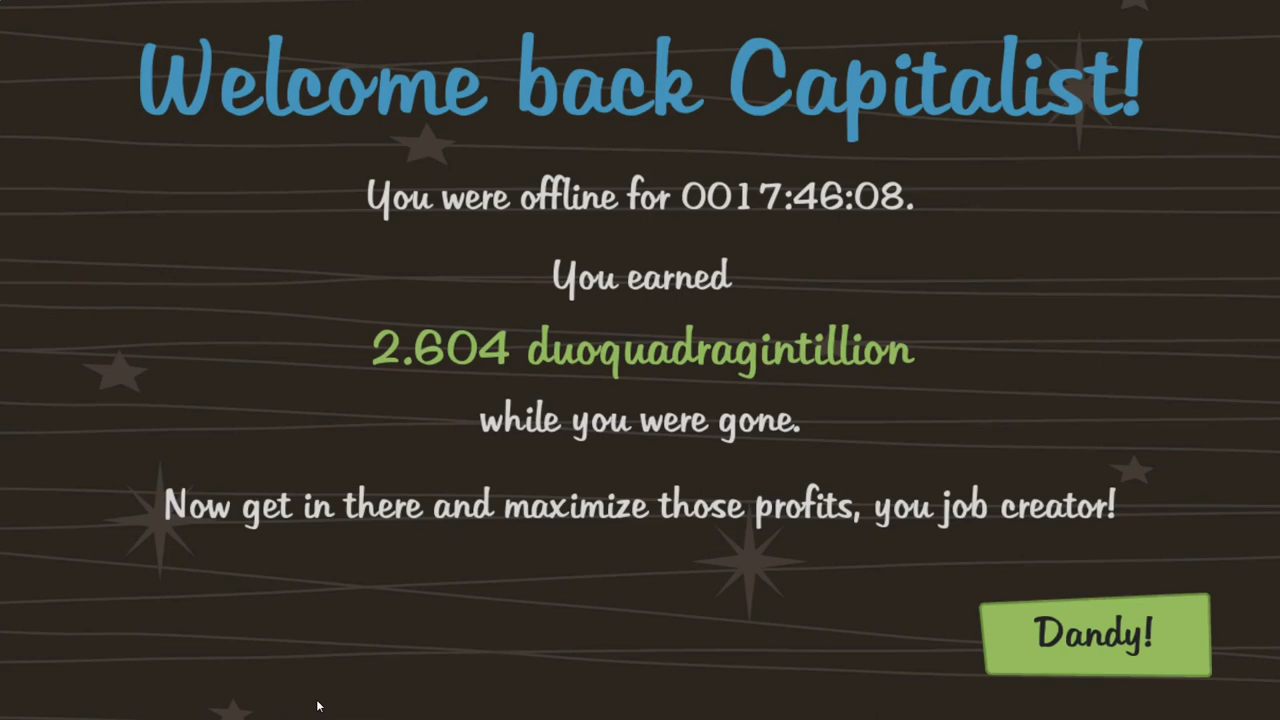 Welcome back Capitalist!
You were offline for 0017:46:08.
You earned
2.604 duoquadragintillion
while you were gone.
Now get in there and maximize those profits, you job creator!
Dandy!